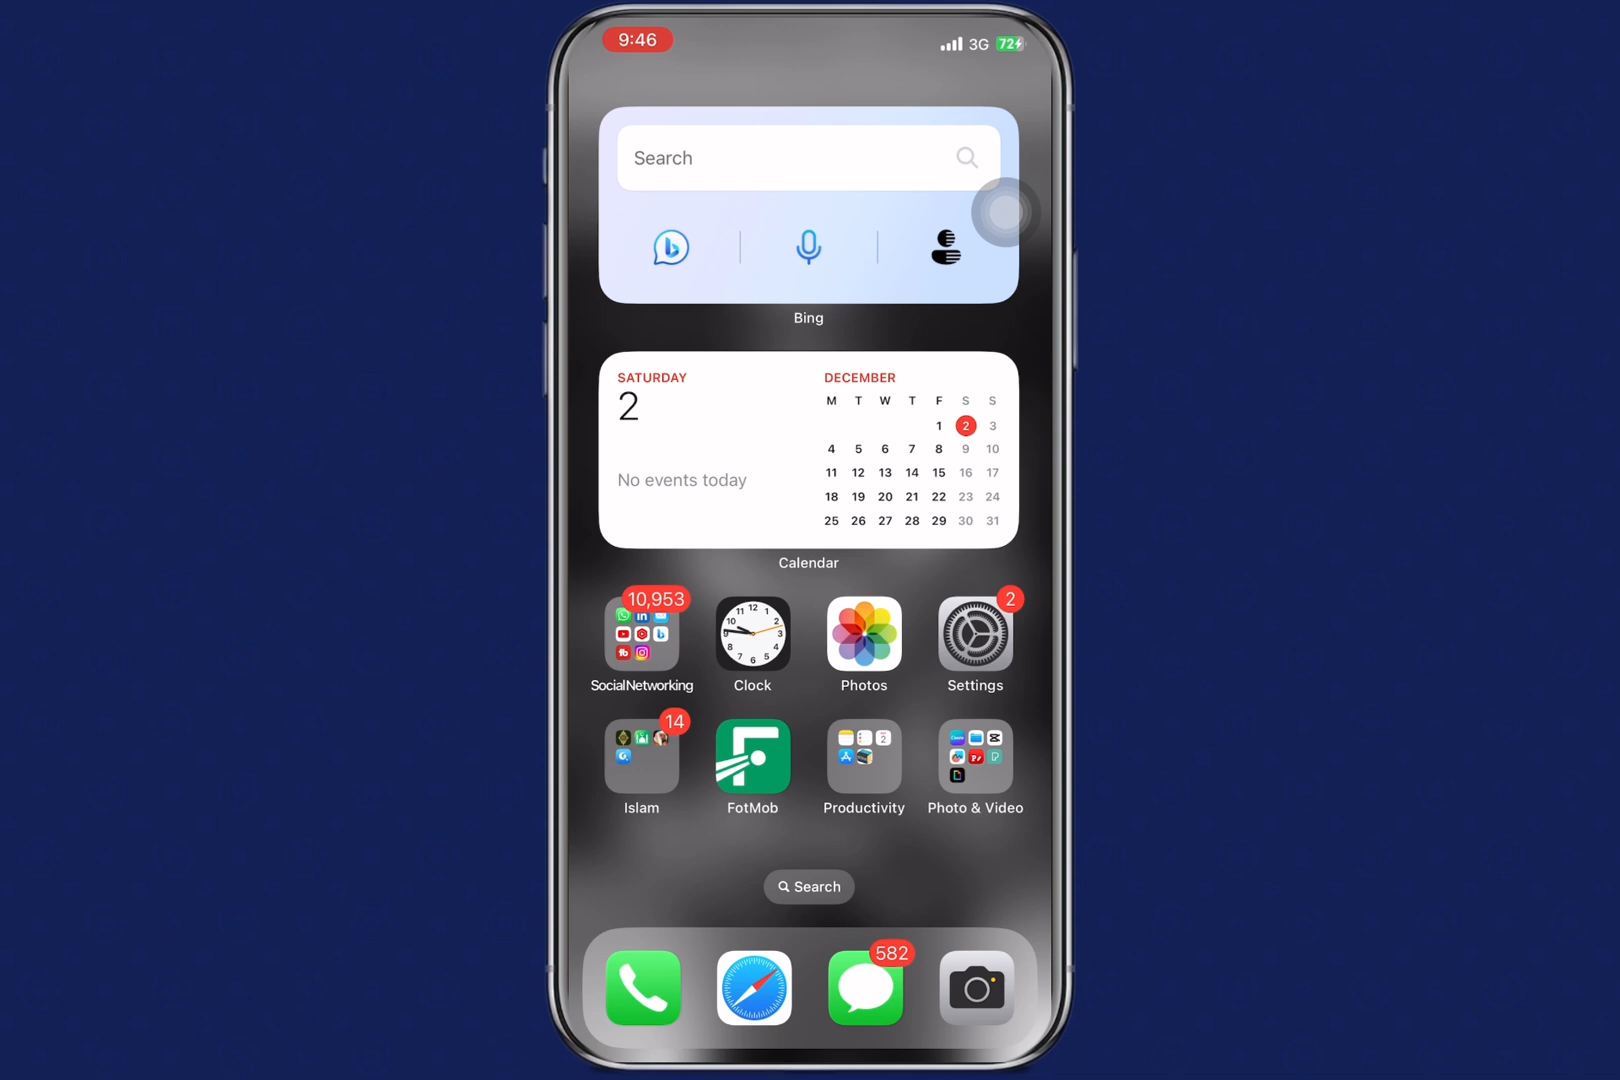 9:46
3G 72
Search
Bing
SATURDAY
2
No events today
DECEMBER
M T W T F S S
1 2 3
4 5 6 7 8 9 10
11 12 13 14 15 16 17
18 19 20 21 22 23 24
25 26 27 28 29 30 31
Calendar
10,953
2
SocialNetworking
Clock
Photos
Settings
14
Islam
FotMob
Productivity
Photo & Video
Search
582